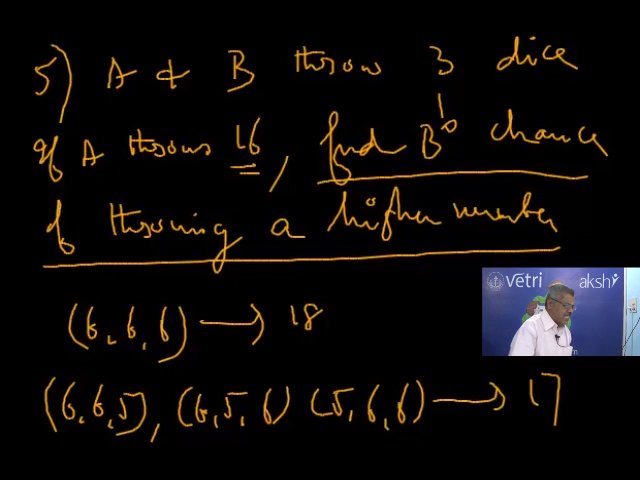 5) A & B throw 3 dice
If A throws 16, find B's chance
of throwing a higher number
(6,6,6) → 18
(6,6,5), (6,5,6) (5,6,6) → 17
vetri
akshi